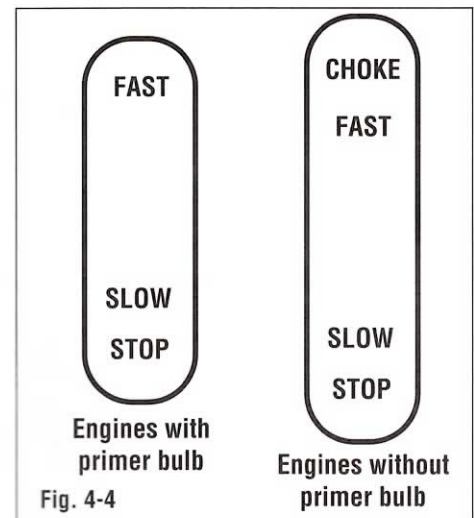 FAST
SLOW
STOP
Engines with
primer bulb
CHOKE
FAST
SLOW
STOP
Engines without
primer bulb
Fig. 4-4